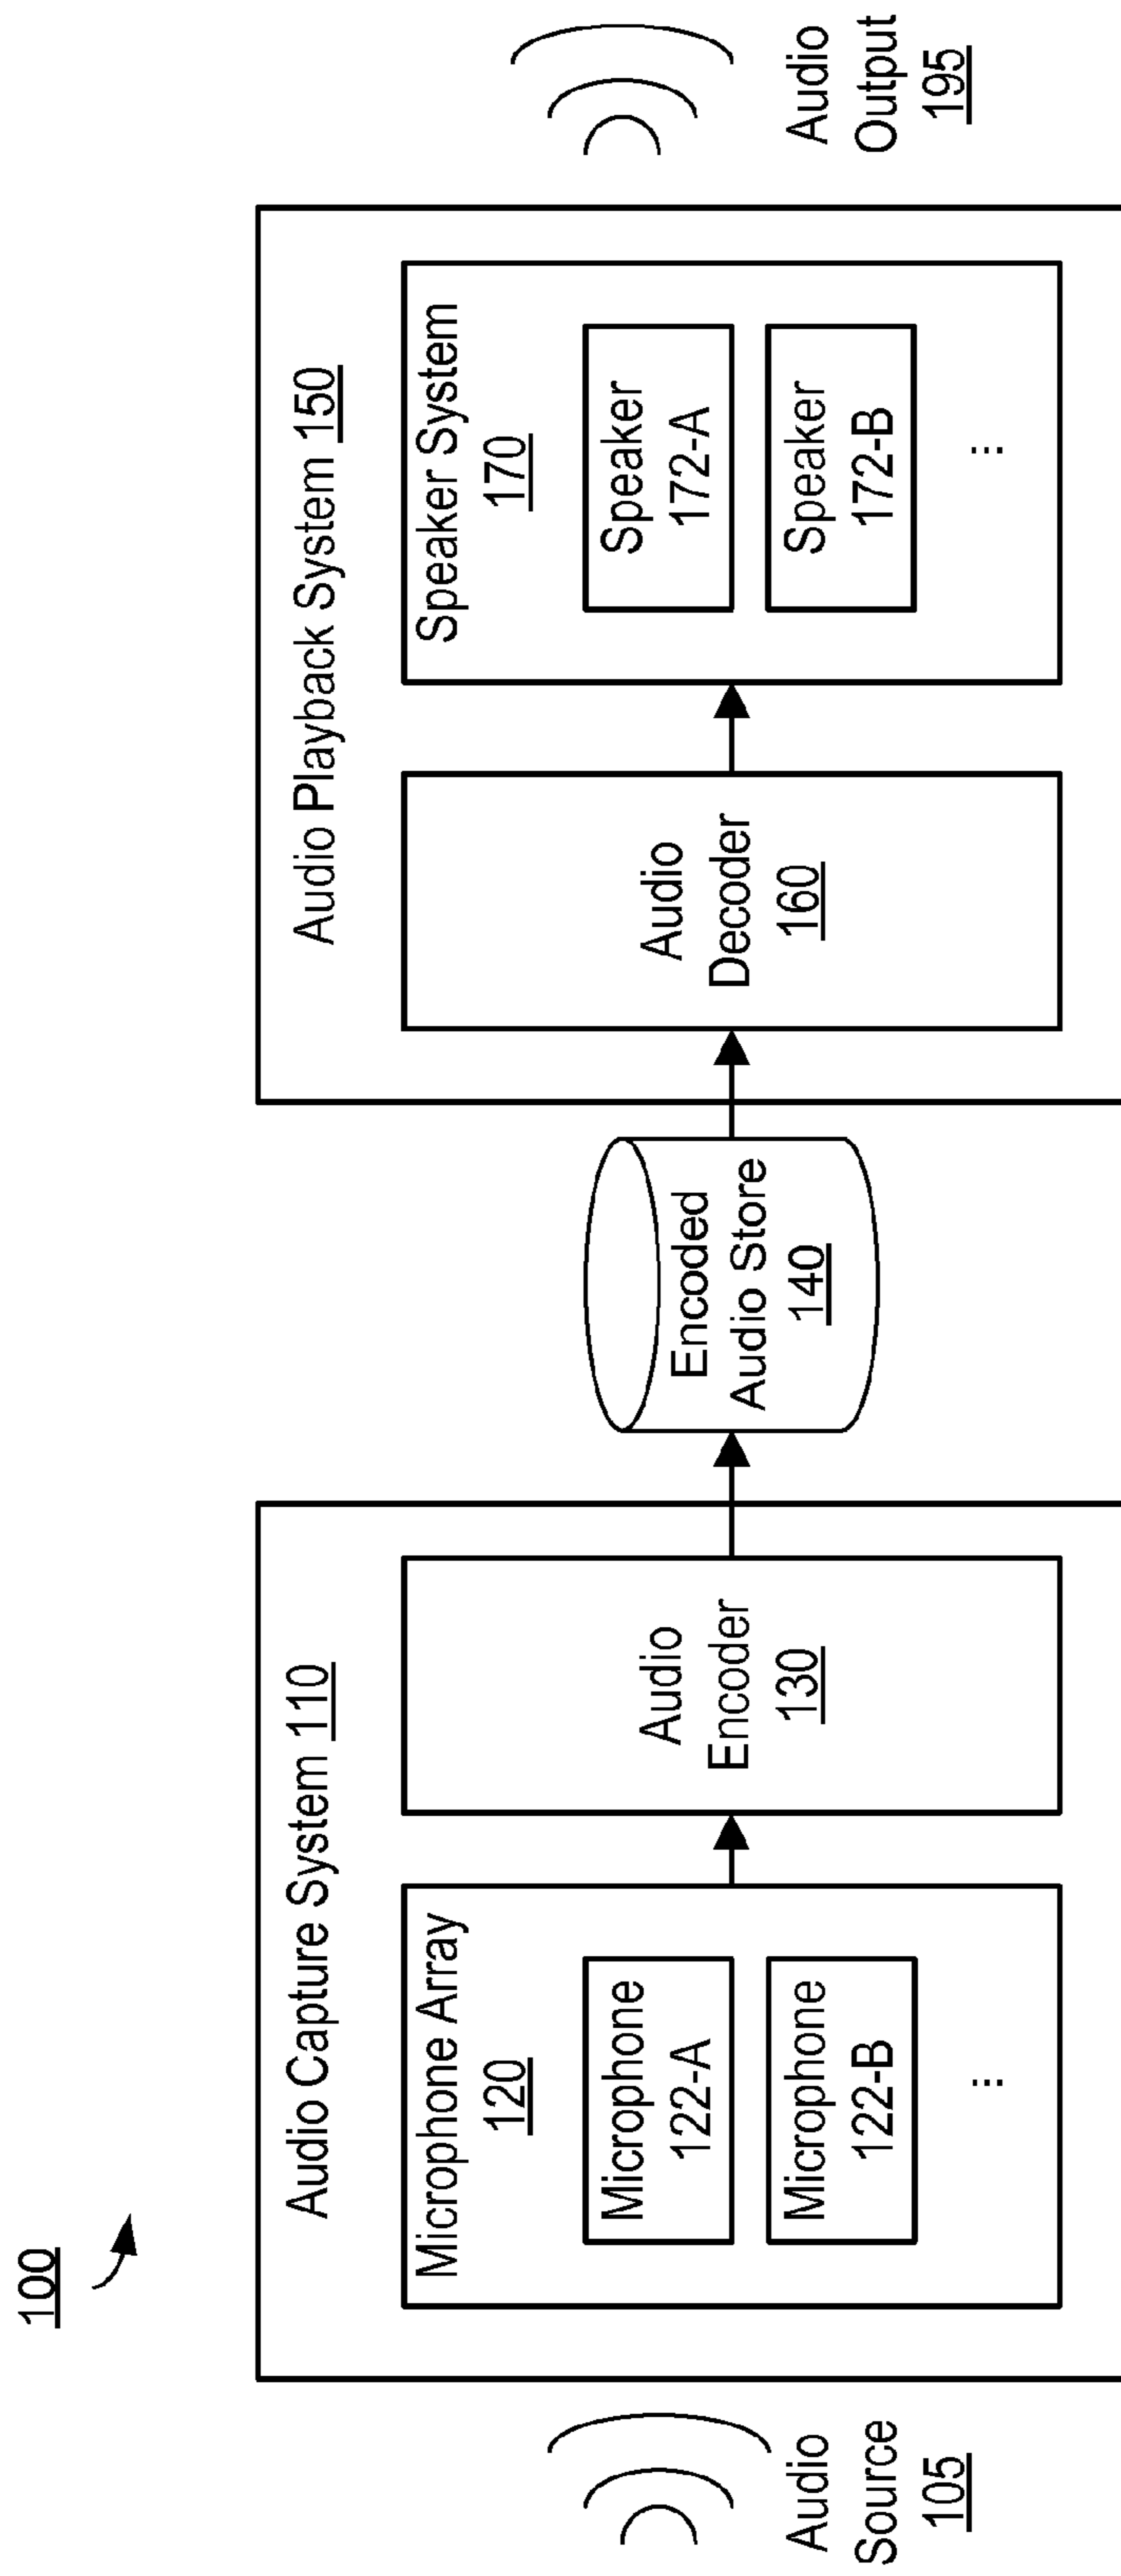 100
Audio Source
105
Audio Capture System 110
Microphone Array
120
Microphone
122-A
Microphone
122-B
...
Audio
Encoder
130
Encoded
Audio Store
140
Audio Playback System 150
Audio
Decoder
160
Speaker System
170
Speaker
172-A
Speaker
172-B
...
Audio
Output
195